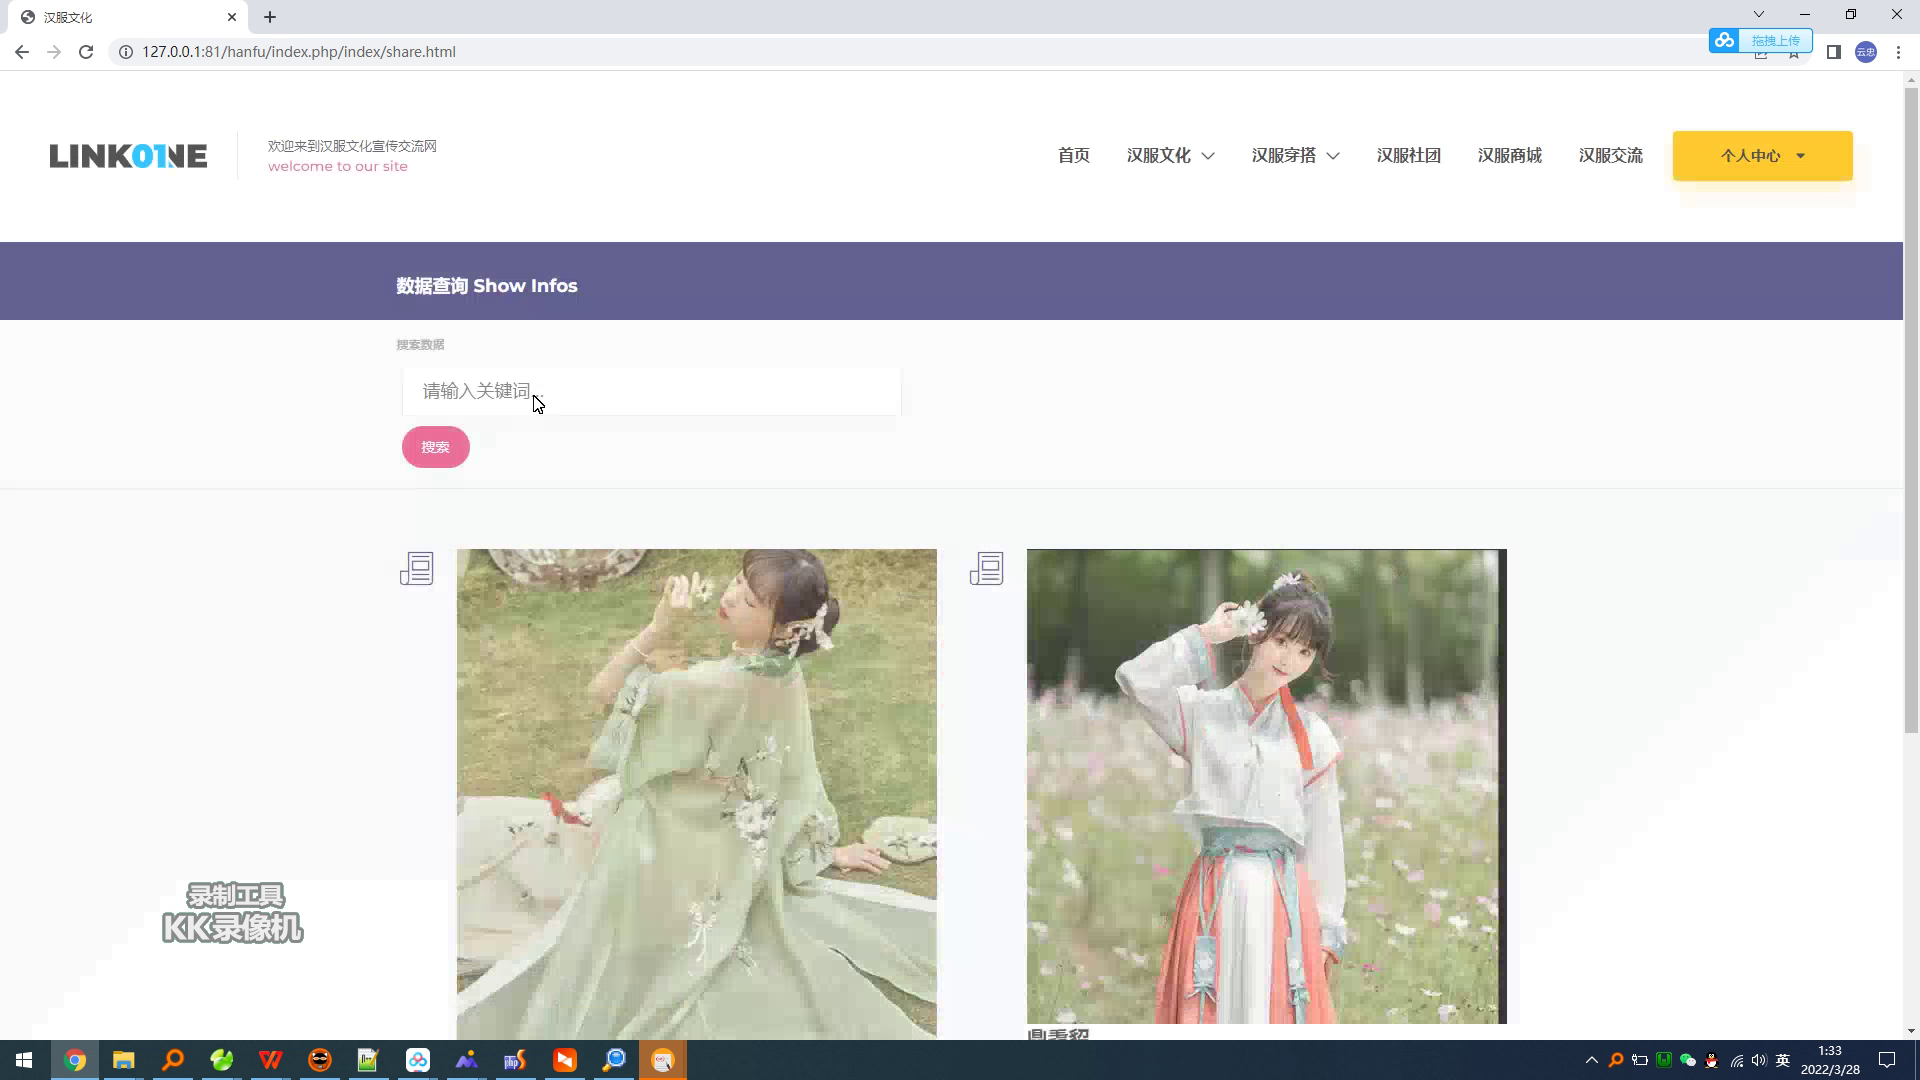 汉服文化
127.0.0.1:81/hanfu/index.php/index/share.html
拖拽上传
云忠
LINK01NE
欢迎来到汉服文化宣传交流网
welcome to our site
首页
汉服文化
汉服穿搭
汉服社团
汉服商城
汉服交流
个人中心
数据查询 Show Infos
搜索数据
请输入关键词..
搜索
录制工具
KK录像机
英
1:33
2022/3/28